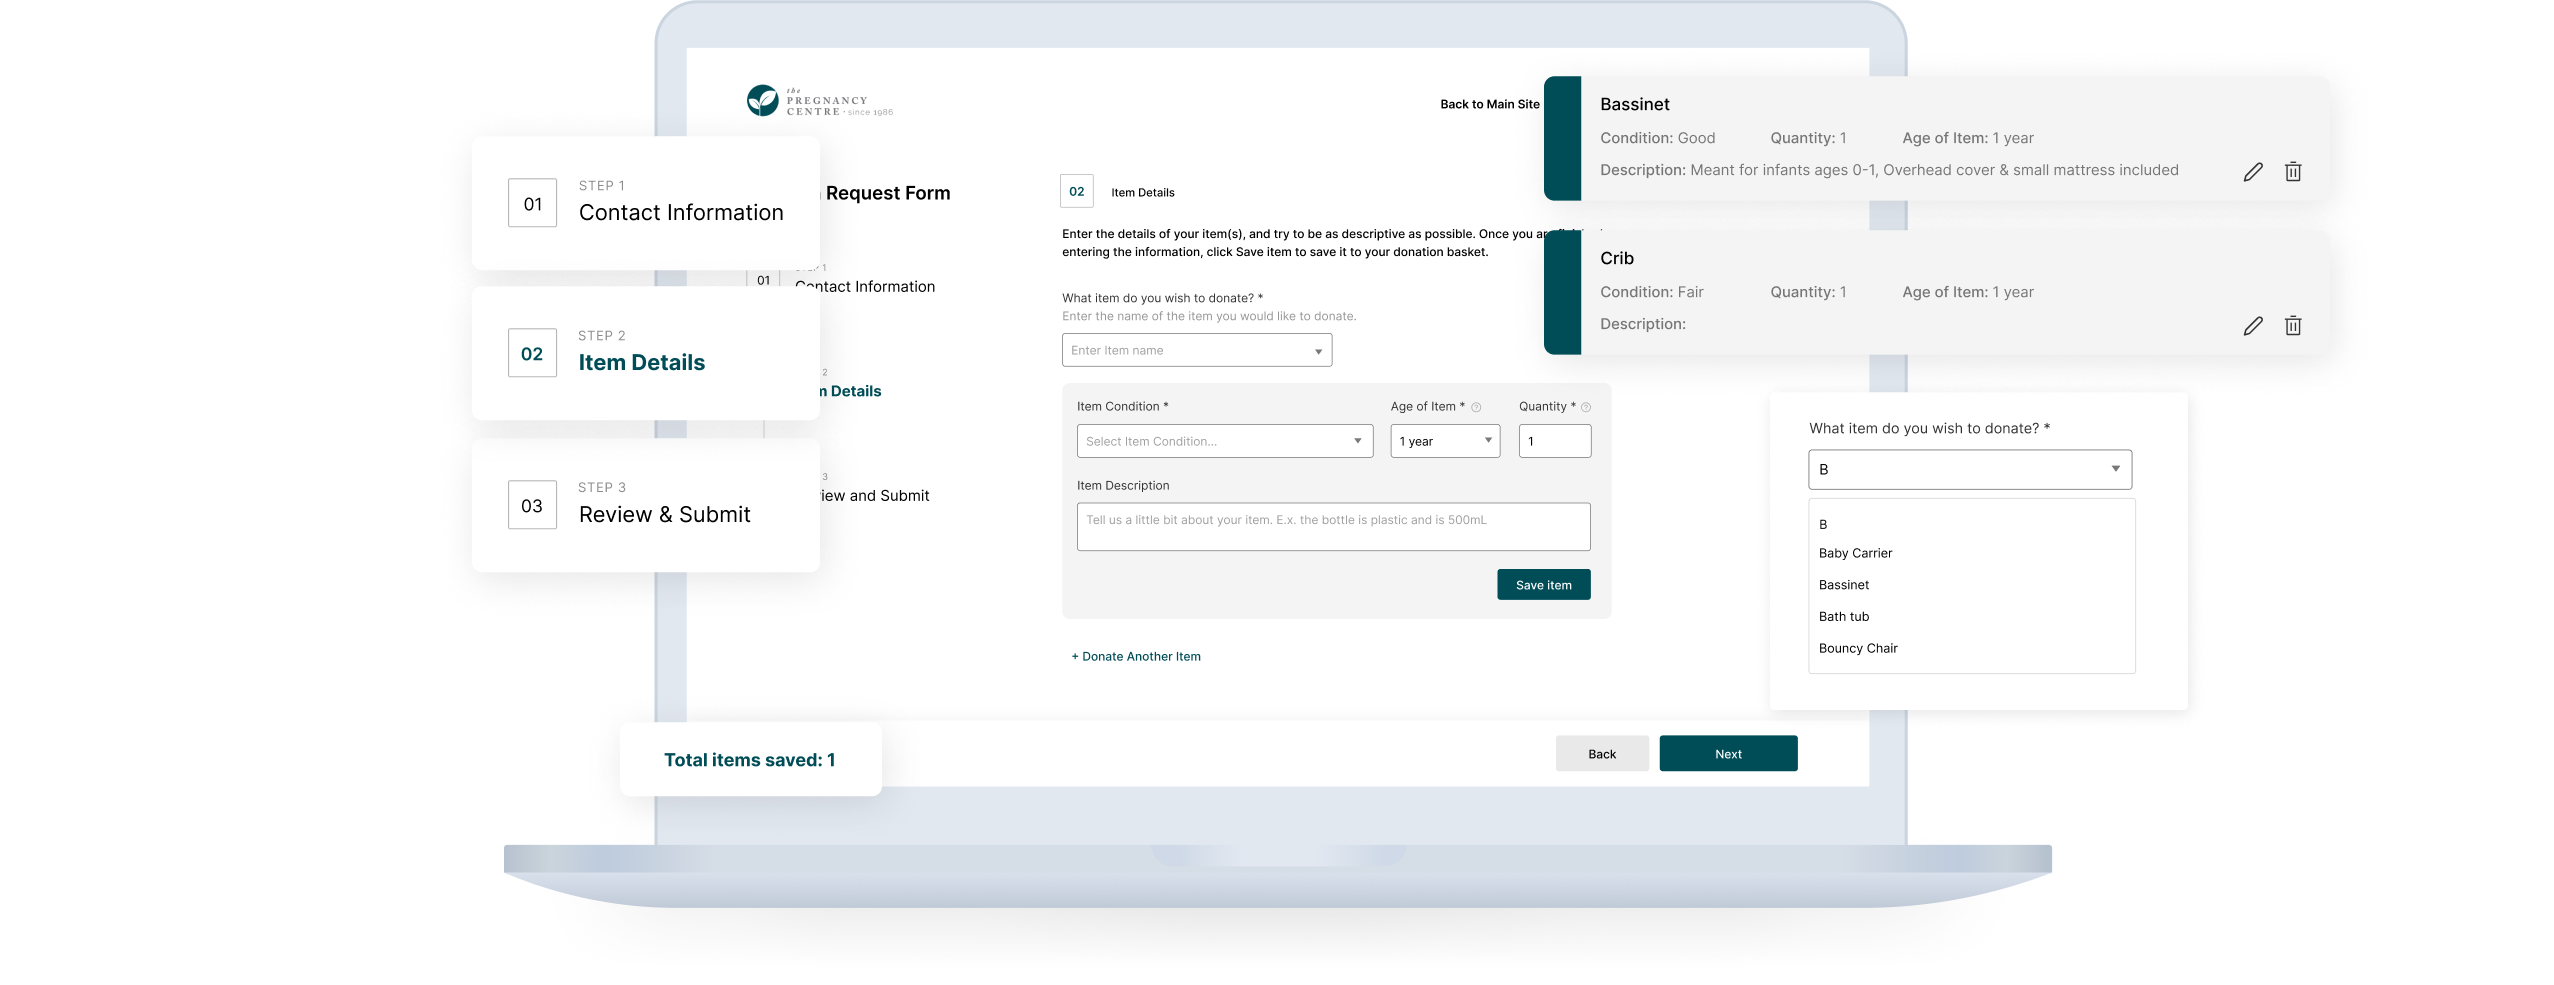 the
PREGNANCY
CENTRE · since 1986
Back to Main Site
Request Form
01
STEP 1
Contact Information
02
STEP 2
Item Details
03
STEP 3
Review & Submit
1
01
Contact Information
2
Details
3
and Submit
02
Item Details
Enter the details of your item(s), and try to be as descriptive as possible. Once you
entering the information, click Save item to save it to your donation basket.
What item do you wish to donate? *
Enter the name of the item you would like to donate.
Enter Item name
Item Condition *
Age of Item *
Quantity *
Select Item Condition...
1 year
1
Item Description
Tell us a little bit about your item. E.x. the bottle is plastic and is 500mL
Save item
+ Donate Another Item
Total items saved: 1
Back
Next
Bassinet
Condition: Good
Quantity: 1
Age of Item: 1 year
Description: Meant for infants ages 0-1, Overhead cover & small mattress included
Crib
Condition: Fair
Quantity: 1
Age of Item: 1 year
Description:
What item do you wish to donate? *
B
B
Baby Carrier
Bassinet
Bath tub
Bouncy Chair